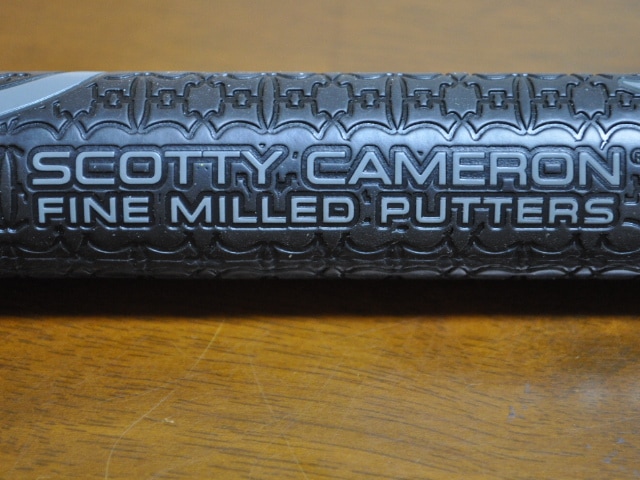 SCOTTY CAMERON®
FINE MILLED PUTTERS